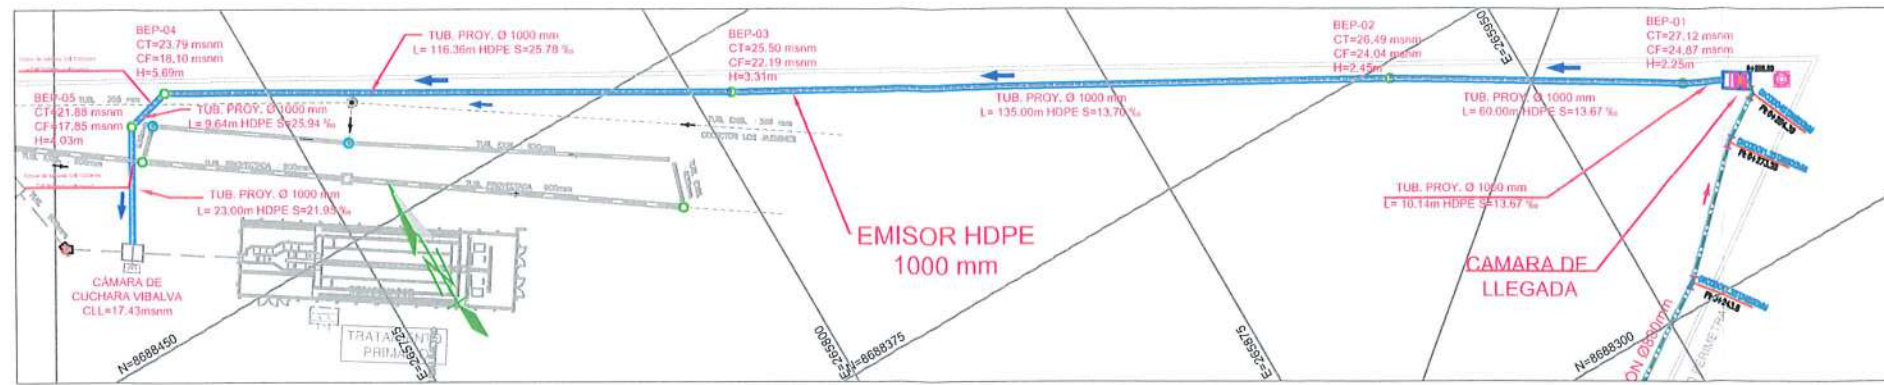 BEP-04
CT=23.79 msnm
CF=18,10 msnm
H=5.69m
TUB. PROY. Ø 1000 mm
L= 116.36m HDPE S=25.78 ‰
BEP-03
CT=25.50 msnm
CF=22.19 msnm
H=3.31m
BEP-02
CT=26,49 msnm
CF=24,04 msnm
H=2.45m
E=265950
BEP-01
CT=27.12 msnm
CF=24,87 msnm
H=2.25m
BEP-05
CT=21.88 msnm
CF=17,85 msnm
H=4.03m
TUB. PROY. Ø 1000 mm
L= 9.64m HDPE S=25.94 ‰
TUB. PROY. Ø 1000 mm
L= 135.00m HDPE S=13.70 ‰
TUB. PROY. Ø 1000 mm
L= 60.00m HDPE S=13.67 ‰
TUB. PROY. Ø 1000 mm
L= 23.00m HDPE S=21.95 ‰
TUB. PROY. Ø 1000 mm
L= 10.14m HDPE S=13.67 ‰
EMISOR HDPE
1000 mm
CAMARA DE
LLEGADA
CÁMARA DE
CUCHARA VIBALVA
CLL=17.43msnm
TRATAMIENTO
N=8688450
E=265725
E=265800
N=8688375
E=265875
N=8688300